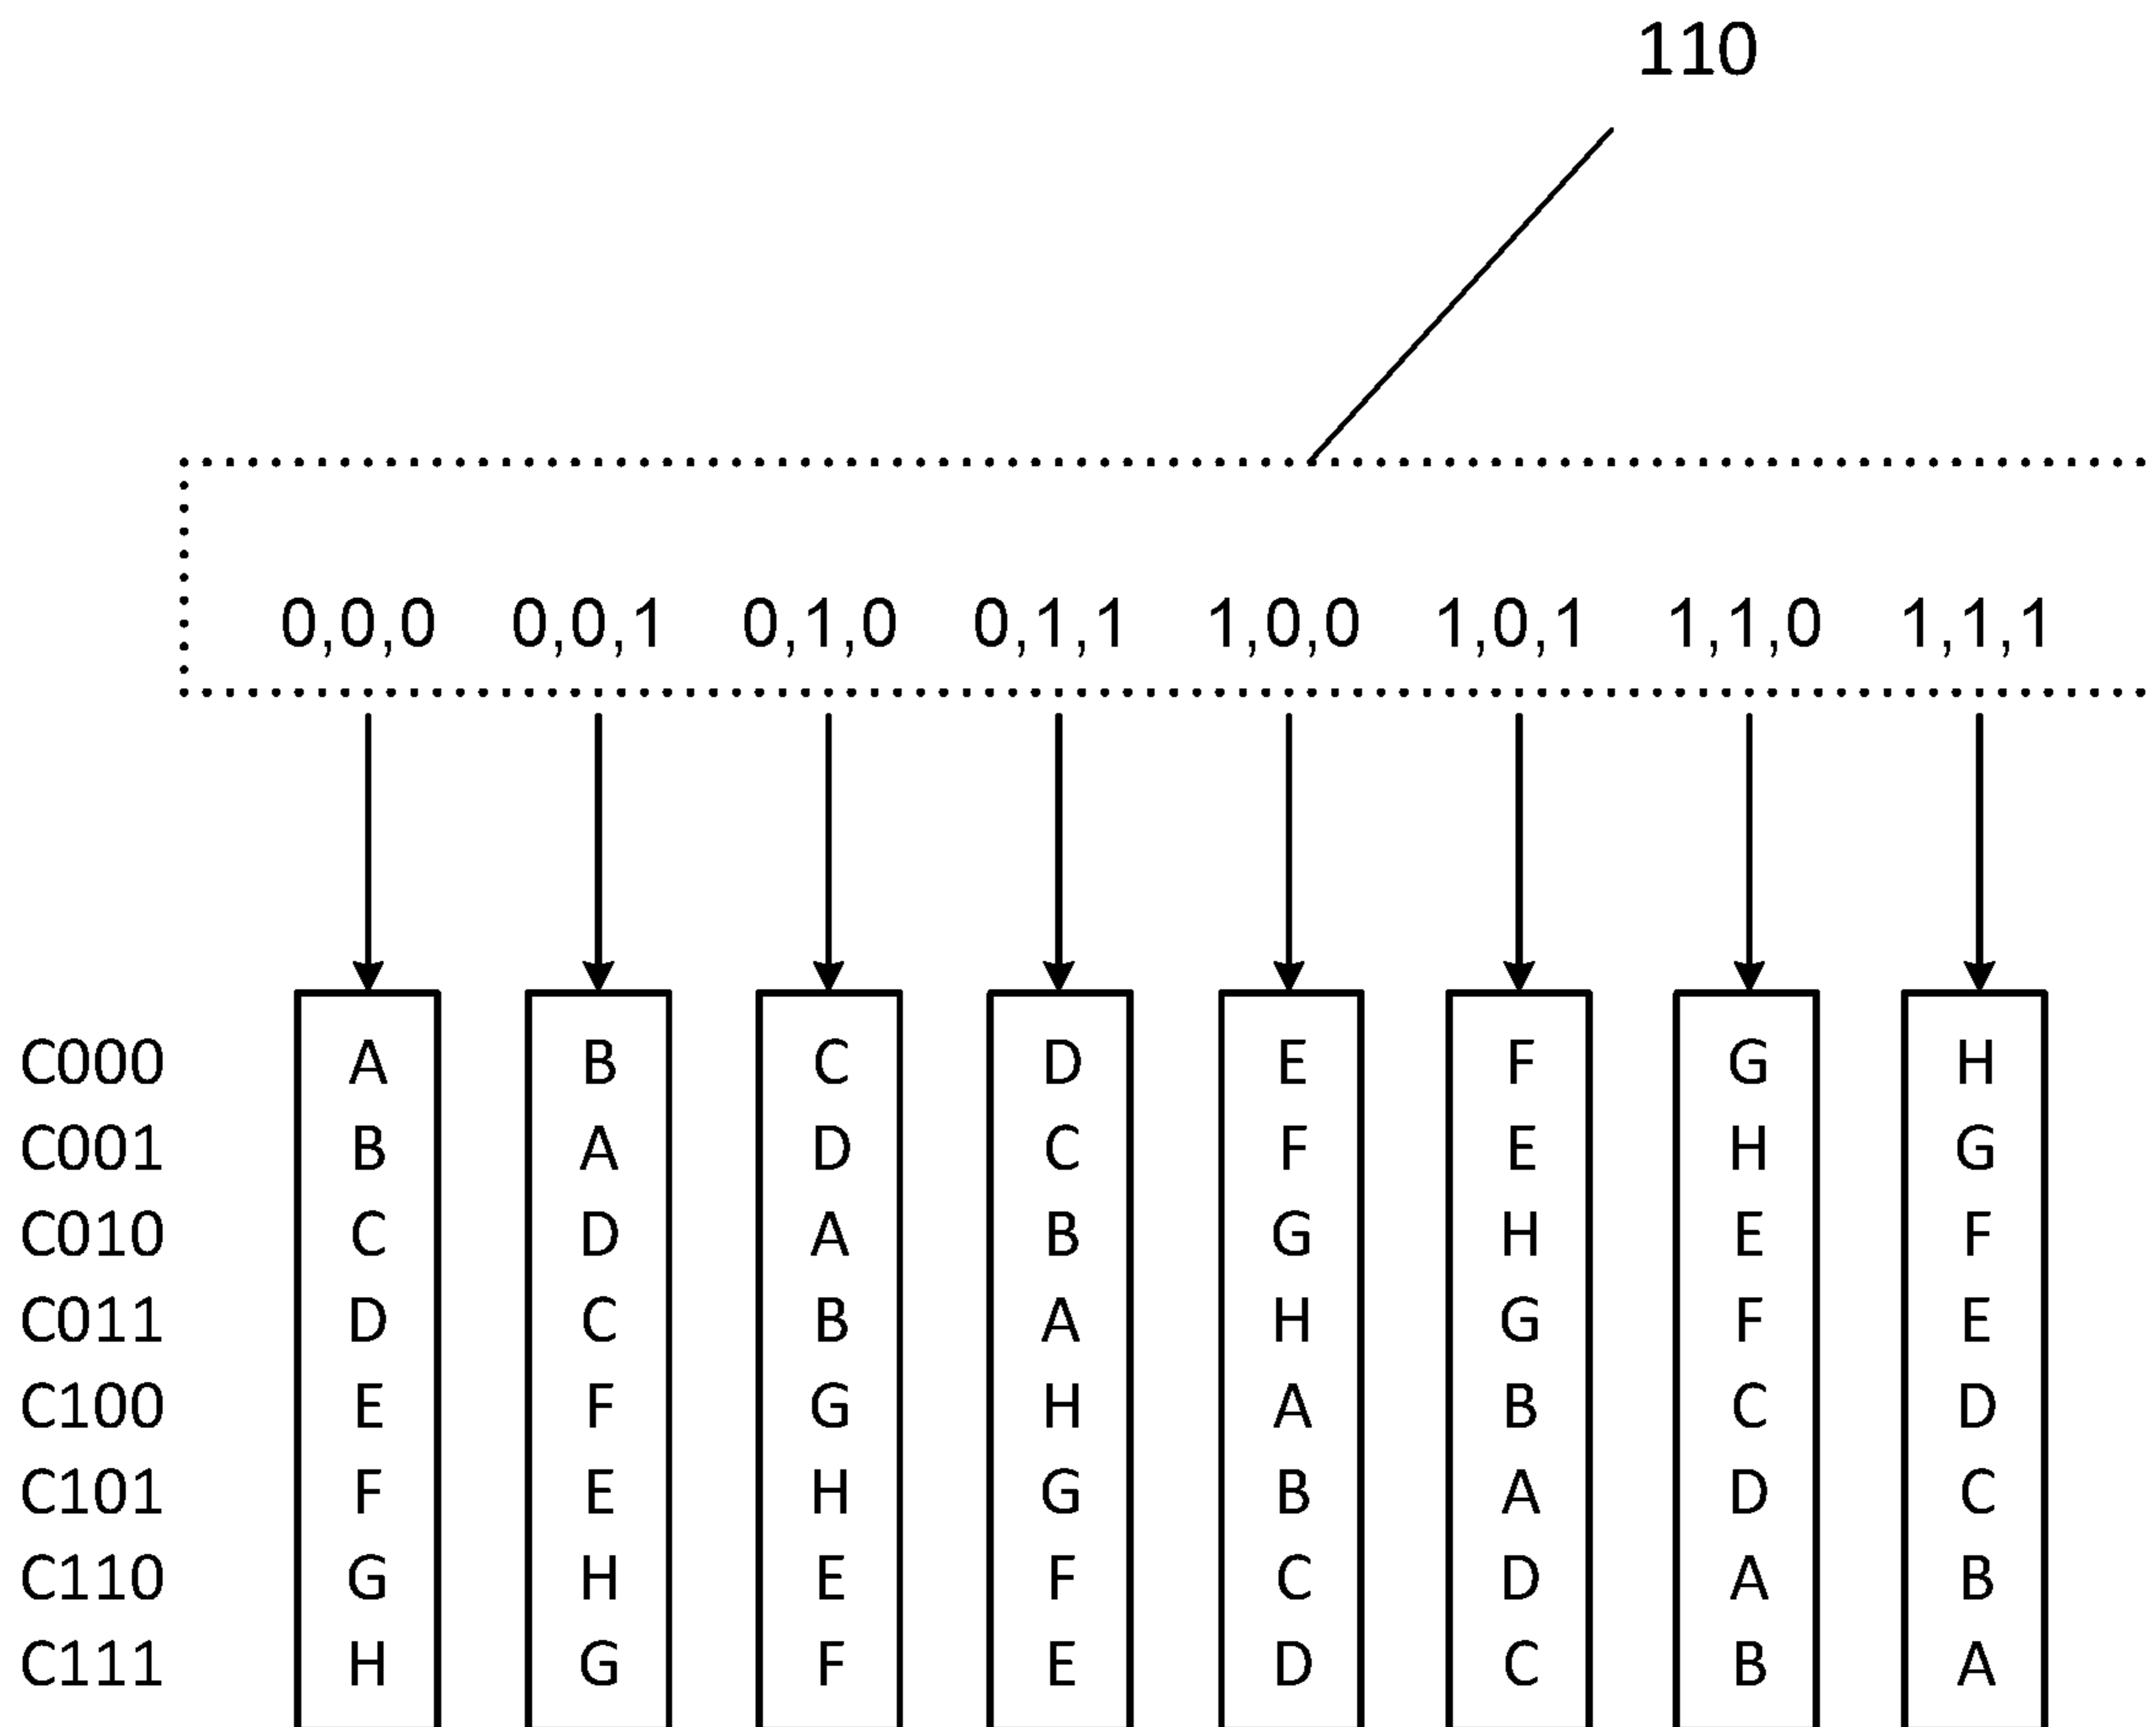 110
0,0,0 0,0,1 0,1,0 0,1,1 1,0,0 1,0,1 1,1,0 1,1,1
C000 A B C D E F G H
C001 B A D C F E H G
C010 C D A B G H E F
C011 D C B A H G F E
C100 E F G H A B C D
C101 F E H G B A D C
C110 G H E F C D A B
C111 H G F E D C B A